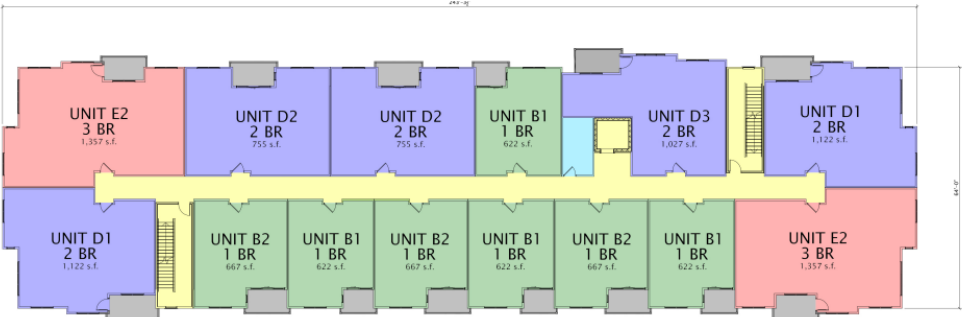 UNIT E2
3 BR
1,357 s.f.
UNIT D2
2 BR
755 s.f.
UNIT D2
2 BR
755 s.f.
UNIT B1
1 BR
622 s.f.
UNIT D3
2 BR
1,027 s.f.
UNIT D1
2 BR
1,122 s.f.
UNIT D1
2 BR
1,122 s.f.
UNIT B2
1 BR
667 s.f.
UNIT B1
1 BR
622 s.f.
UNIT B2
1 BR
667 s.f.
UNIT B1
1 BR
622 s.f.
UNIT B2
1 BR
667 s.f.
UNIT B1
1 BR
622 s.f.
UNIT E2
3 BR
1,357 s.f.